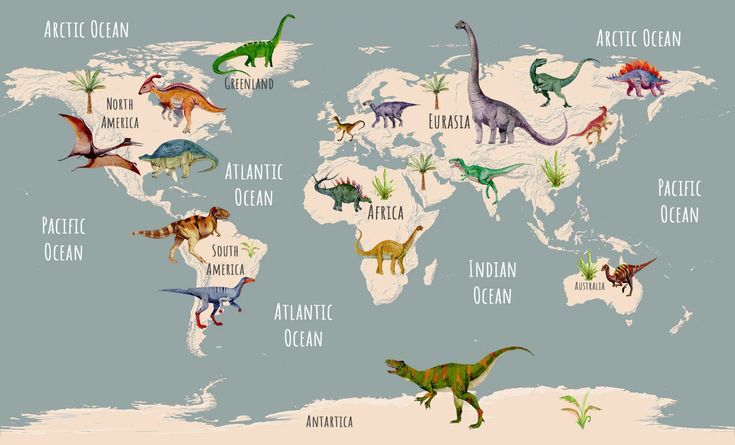 Arctic Ocean
Arctic Ocean
Greenland
North
America
Eurasia
Atlantic
Ocean
Pacific
Ocean
Africa
Pacific
Ocean
South
America
Indian
Ocean
Australia
Atlantic
Ocean
Antartica